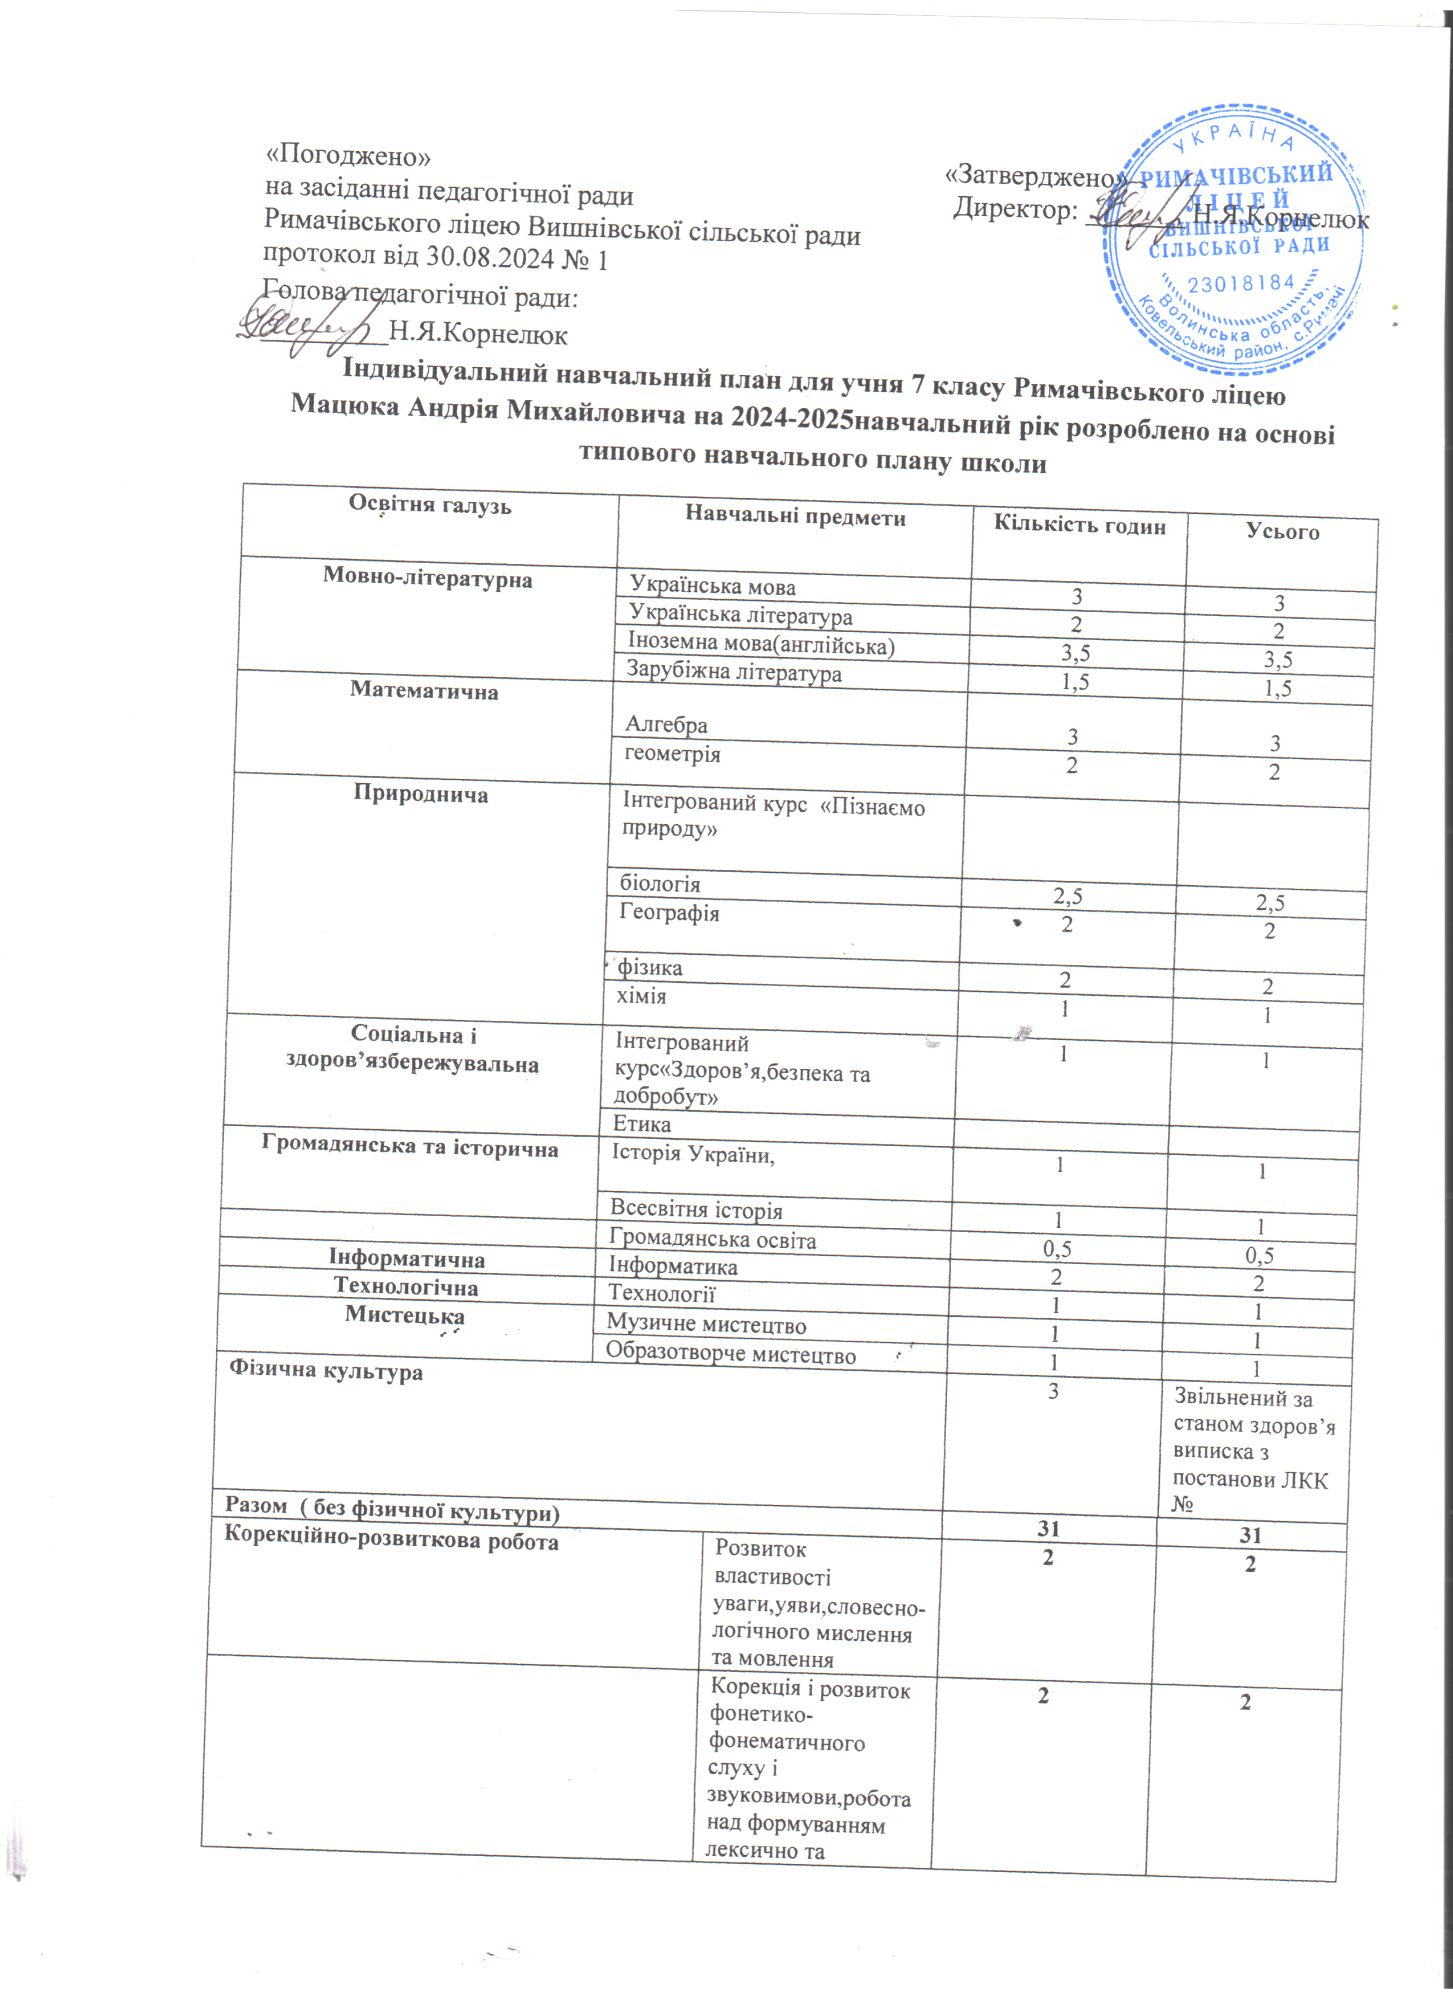 «Погоджено»
на засіданні педагогічної ради
Римачівського ліцею Вишнівської сільської ради
протокол від 30.08.2024 № 1
Голова педагогічної ради:
Н.Я.Корнелюк
«Затверджено»
Директор: Н.Я.Корнелюк
УКРАЇНА
РИМАЧІВСЬКИЙ
ЛІЦЕЙ
ВИШНІВСЬКОЇ
СІЛЬСЬКОЇ РАДИ
23018184
Волинська область,
Ковельський район, с.Римачі
Індивідуальний навчальний план для учня 7 класу Римачівського ліцею
Мацюка Андрія Михайловича на 2024-2025навчальний рік розроблено на основі
типового навчального плану школи
Освітня галузь Навчальні предмети Кількість годин Усього
Мовно-літературна Українська мова 3 3
Українська література 2 2
Іноземна мова(англійська) 3,5 3,5
Зарубіжна література 1,5 1,5
Математична
Алгебра 3 3
геометрія 2 2
Природнича Інтегрований курс «Пізнаємо
природу»
біологія 2,5 2,5
Географія 2 2
фізика 2 2
хімія 1 1
Соціальна і
здоров’язбережувальна
Інтегрований 1 1
курс«Здоров’я,безпека та
добробут»
Етика
Громадянська та історична Історія України, 1 1
Всесвітня історія 1 1
Громадянська освіта 0,5 0,5
Інформатична Інформатика 2 2
Технологічна Технології 1 1
Мистецька Музичне мистецтво 1 1
Образотворче мистецтво 1 1
Фізична культура 3 Звільнений за
станом здоров’я
виписка з
постанови ЛКК
№
Разом ( без фізичної культури) 31 31
Корекційно-розвиткова робота Розвиток 2 2
властивості
уваги,уяви,словесно-
логічного мислення
та мовлення
Корекція і розвиток 2 2
фонетико-
фонематичного
слуху і
звуковимови,робота
над формуванням
лексично та